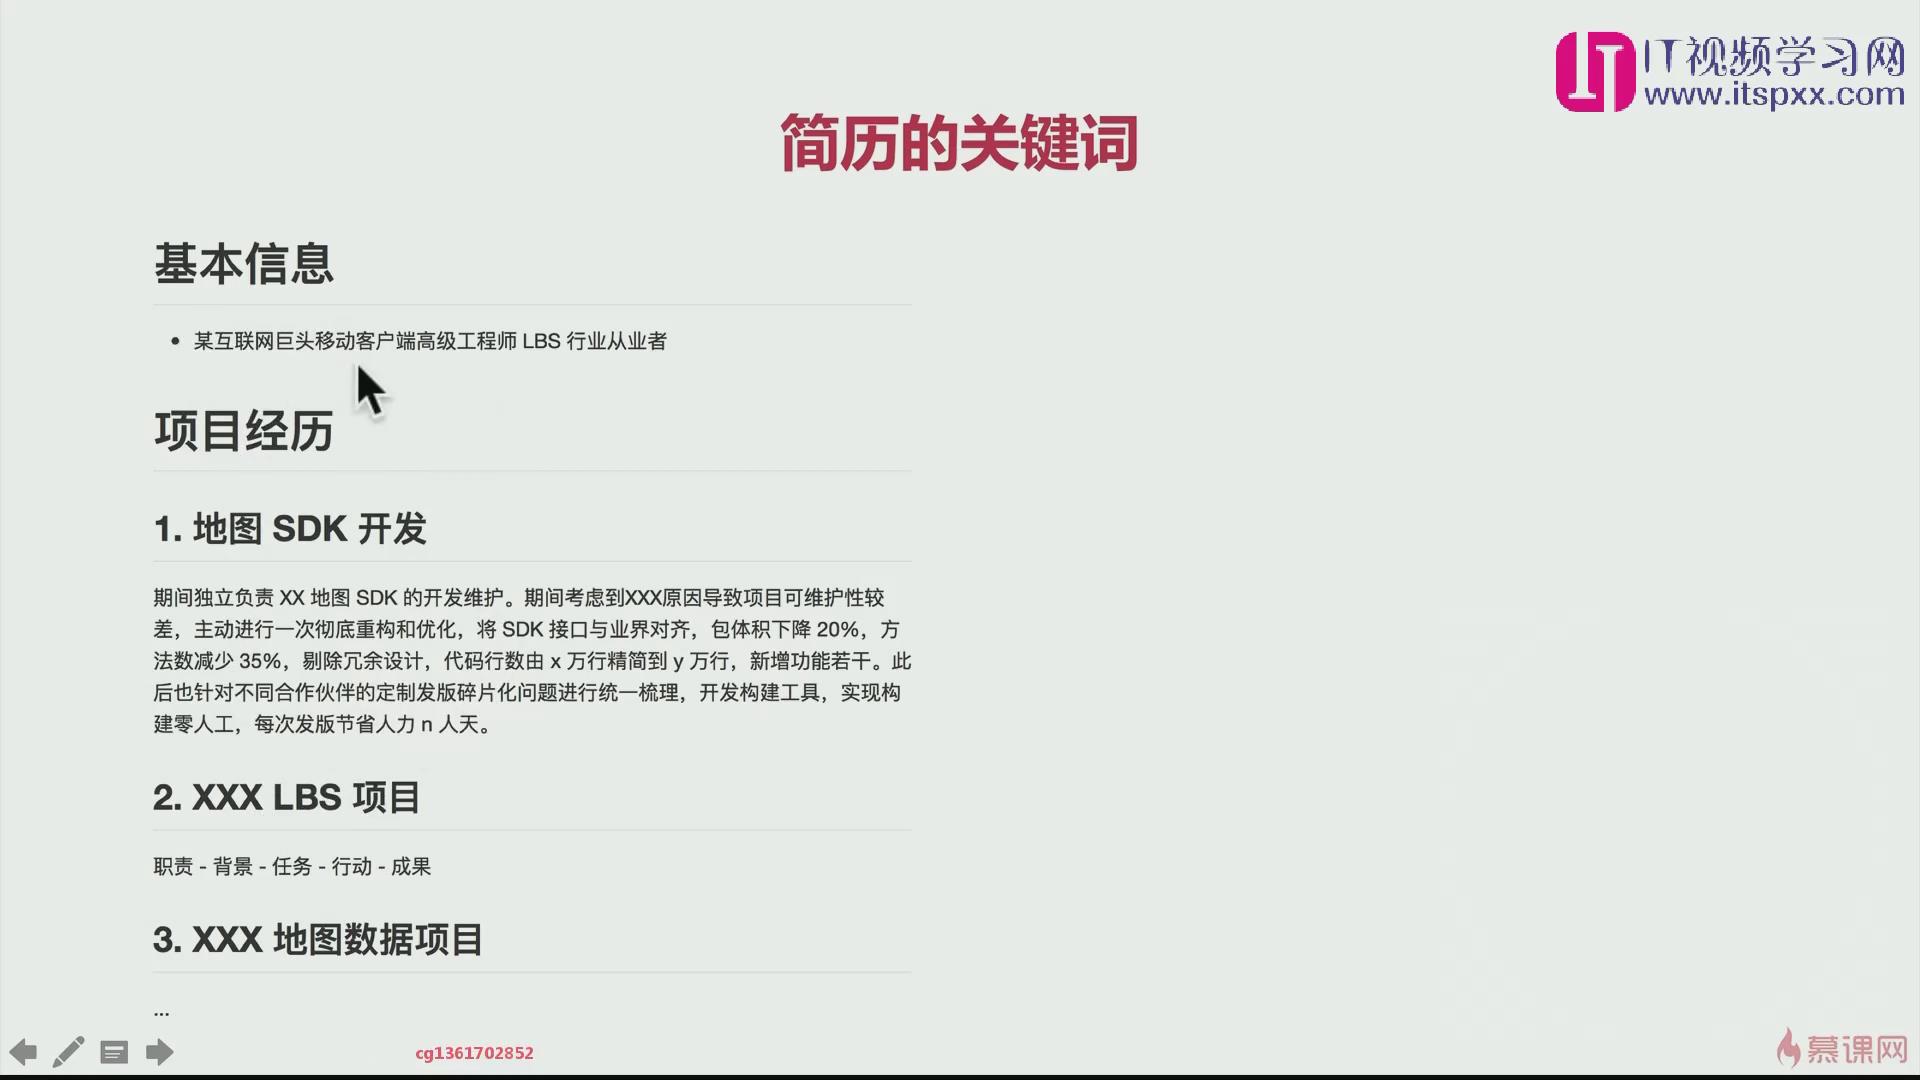 IT视频学习网
www.itspxx.com
简历的关键词
基本信息
某互联网巨头移动客户端高级工程师 LBS 行业从业者
项目经历
1. 地图 SDK 开发
期间独立负责 XX 地图 SDK 的开发维护。期间考虑到XXX原因导致项目可维护性较
差，主动进行一次彻底重构和优化，将 SDK 接口与业界对齐，包体积下降 20%，方
法数减少 35%，剔除冗余设计，代码行数由 x 万行精简到 y 万行，新增功能若干。此
后也针对不同合作伙伴的定制发版碎片化问题进行统一梳理，开发构建工具，实现构
建零人工，每次发版节省人力 n 人天。
2. XXX LBS 项目
职责 - 背景 - 任务 - 行动 - 成果
3. XXX 地图数据项目
...
cg1361702852
慕课网